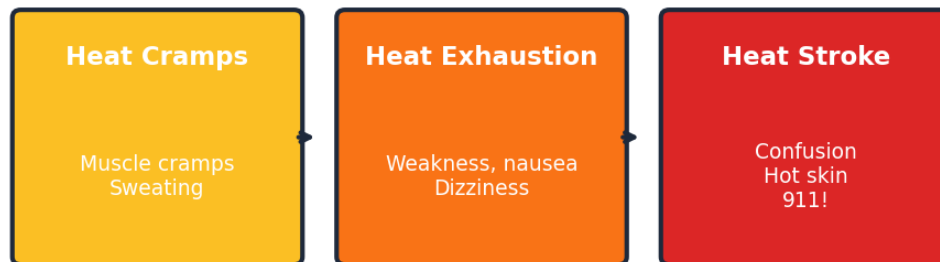 Heat Cramps
Muscle cramps
Sweating
Heat Exhaustion
Weakness, nausea
Dizziness
Heat Stroke
Confusion
Hot skin
911!